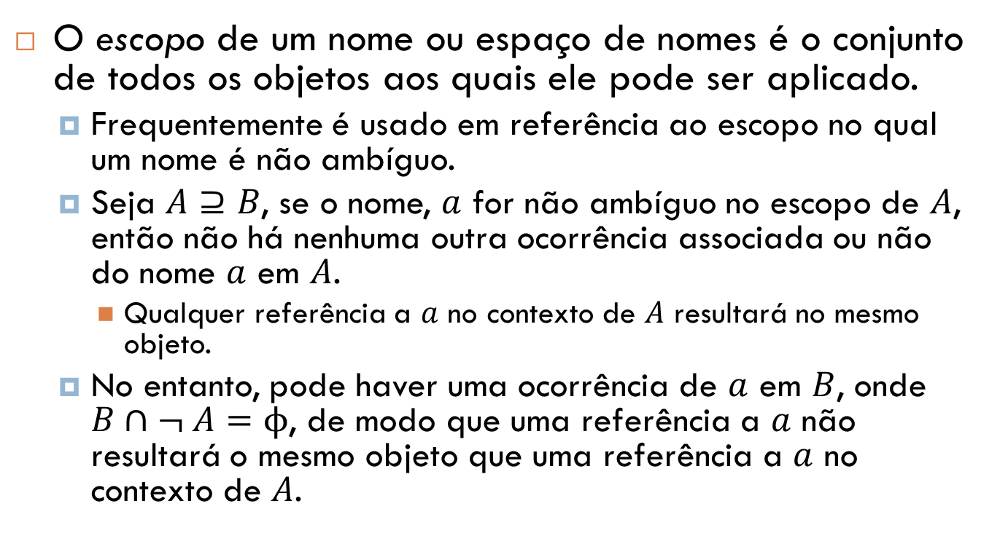 O escopo de um nome ou espaço de nomes é o conjunto
de todos os objetos aos quais ele pode ser aplicado.
Frequentemente é usado em referência ao escopo no qual
um nome é não ambíguo.
Seja A ⊇ B, se o nome, a for não ambíguo no escopo de A,
então não há nenhuma outra ocorrência associada ou não
do nome a em A.
Qualquer referência a a no contexto de A resultará no mesmo
objeto.
No entanto, pode haver uma ocorrência de a em B, onde
B ∩ ¬ A = ϕ, de modo que uma referência a a não
resultará o mesmo objeto que uma referência a a no
contexto de A.